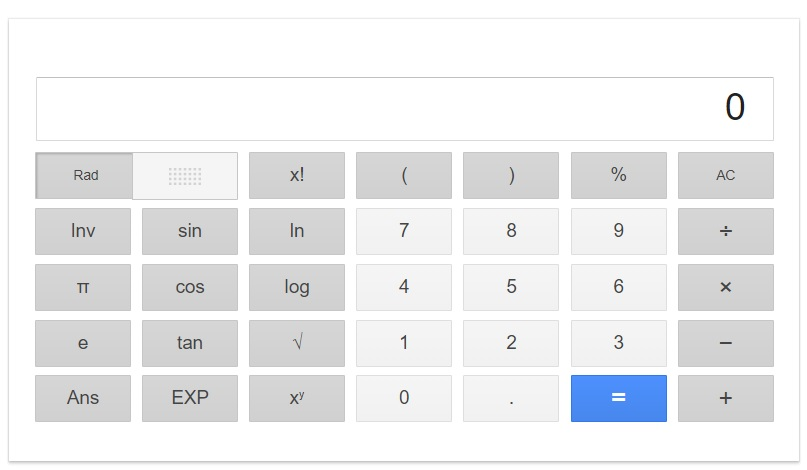 0
Rad x! ( ) % AC
Inv sin ln 7 8 9 ÷
π cos log 4 5 6 ×
e tan √ 1 2 3 −
Ans EXP xʸ 0 . = +